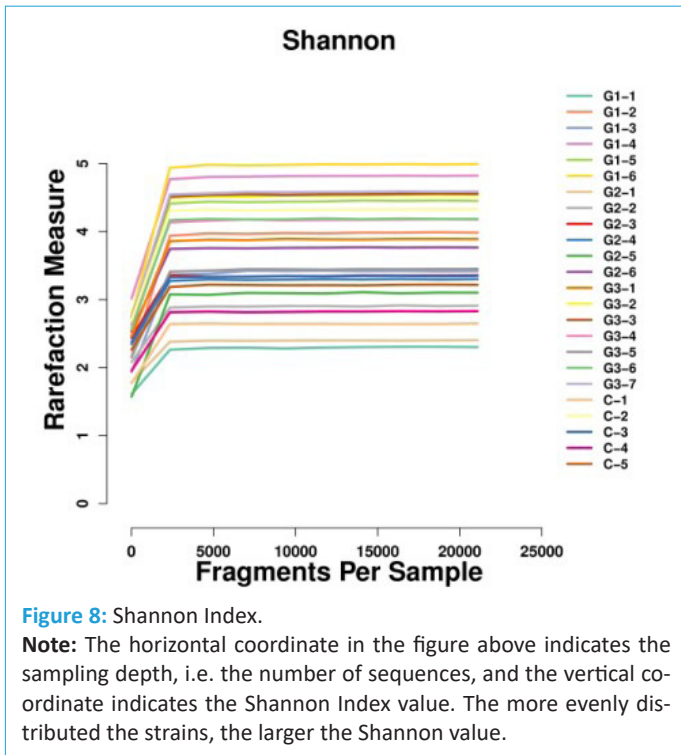 Shannon
Rarefaction Measure
0
1
2
3
4
5
0
5000
10000
15000
20000
25000
Fragments Per Sample
G1-1
G1-2
G1-3
G1-4
G1-5
G1-6
G2-1
G2-2
G2-3
G2-4
G2-5
G2-6
G3-1
G3-2
G3-3
G3-4
G3-5
G3-6
G3-7
C-1
C-2
C-3
C-4
C-5
Figure 8: Shannon Index.
Note: The horizontal coordinate in the figure above indicates the
sampling depth, i.e. the number of sequences, and the vertical co-
ordinate indicates the Shannon Index value. The more evenly dis-
tributed the strains, the larger the Shannon value.